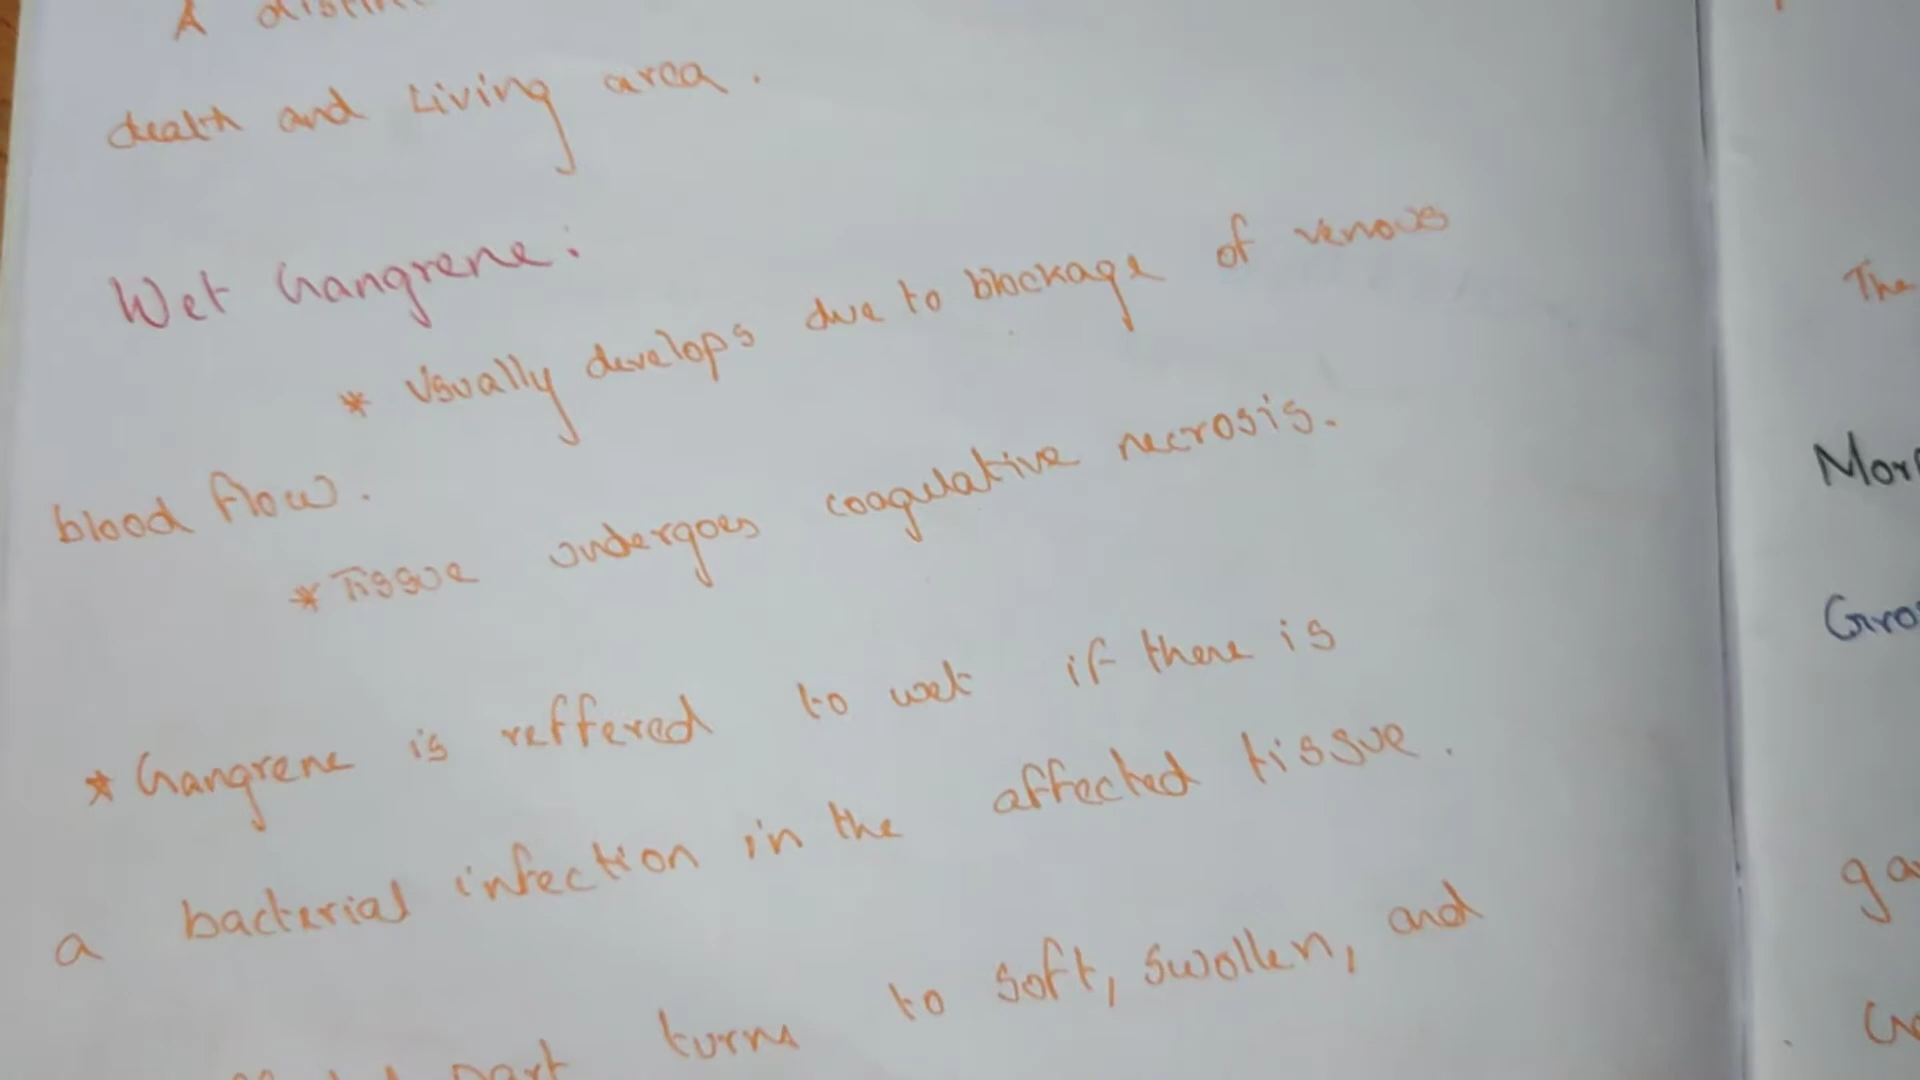 A
death and Living area.
Wet Gangrene:
* Usually develops due to blockage of venous
blood flow.
* Tissue undergoes coagulative necrosis.
* Gangrene is reffered to wet if there is
a bacterial infection in the affected tissue.
part turns to soft, swollen, and
The